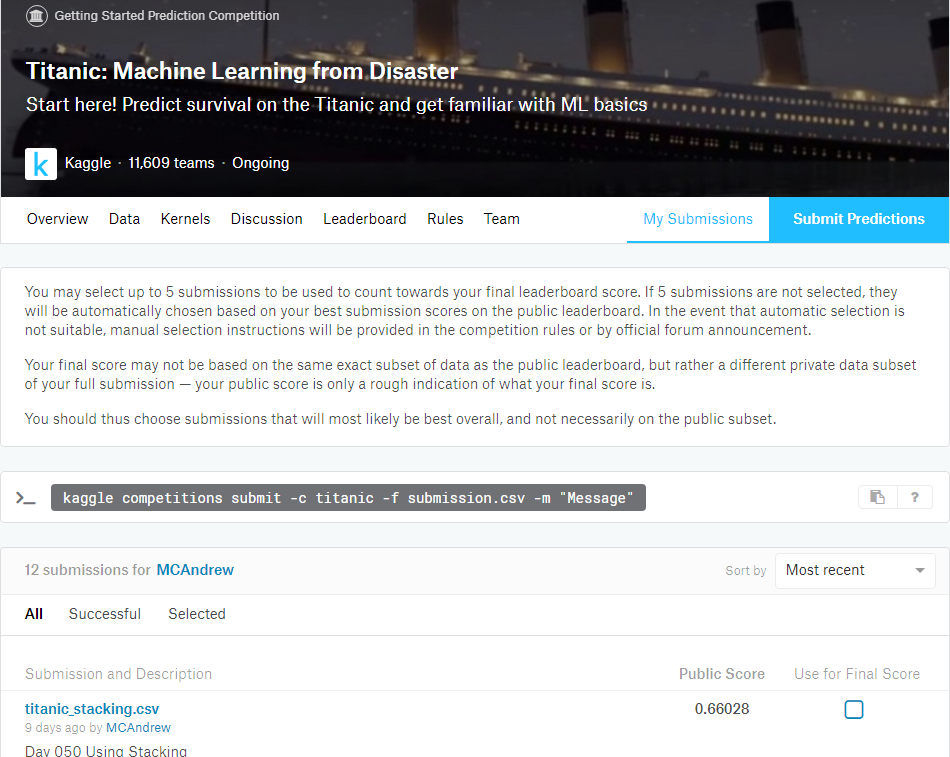 Getting Started Prediction Competition
Titanic: Machine Learning from Disaster
Start here! Predict survival on the Titanic and get familiar with ML basics
k Kaggle · 11,609 teams · Ongoing
Overview Data Kernels Discussion Leaderboard Rules Team My Submissions Submit Predictions
You may select up to 5 submissions to be used to count towards your final leaderboard score. If 5 submissions are not selected, they
will be automatically chosen based on your best submission scores on the public leaderboard. In the event that automatic selection is
not suitable, manual selection instructions will be provided in the competition rules or by official forum announcement.
Your final score may not be based on the same exact subset of data as the public leaderboard, but rather a different private data subset
of your full submission — your public score is only a rough indication of what your final score is.
You should thus choose submissions that will most likely be best overall, and not necessarily on the public subset.
>_ kaggle competitions submit -c titanic -f submission.csv -m "Message" ?
12 submissions for MCAndrew Sort by Most recent
All Successful Selected
Submission and Description Public Score Use for Final Score
titanic_stacking.csv 0.66028
9 days ago by MCAndrew
Day 050 Using Stacking